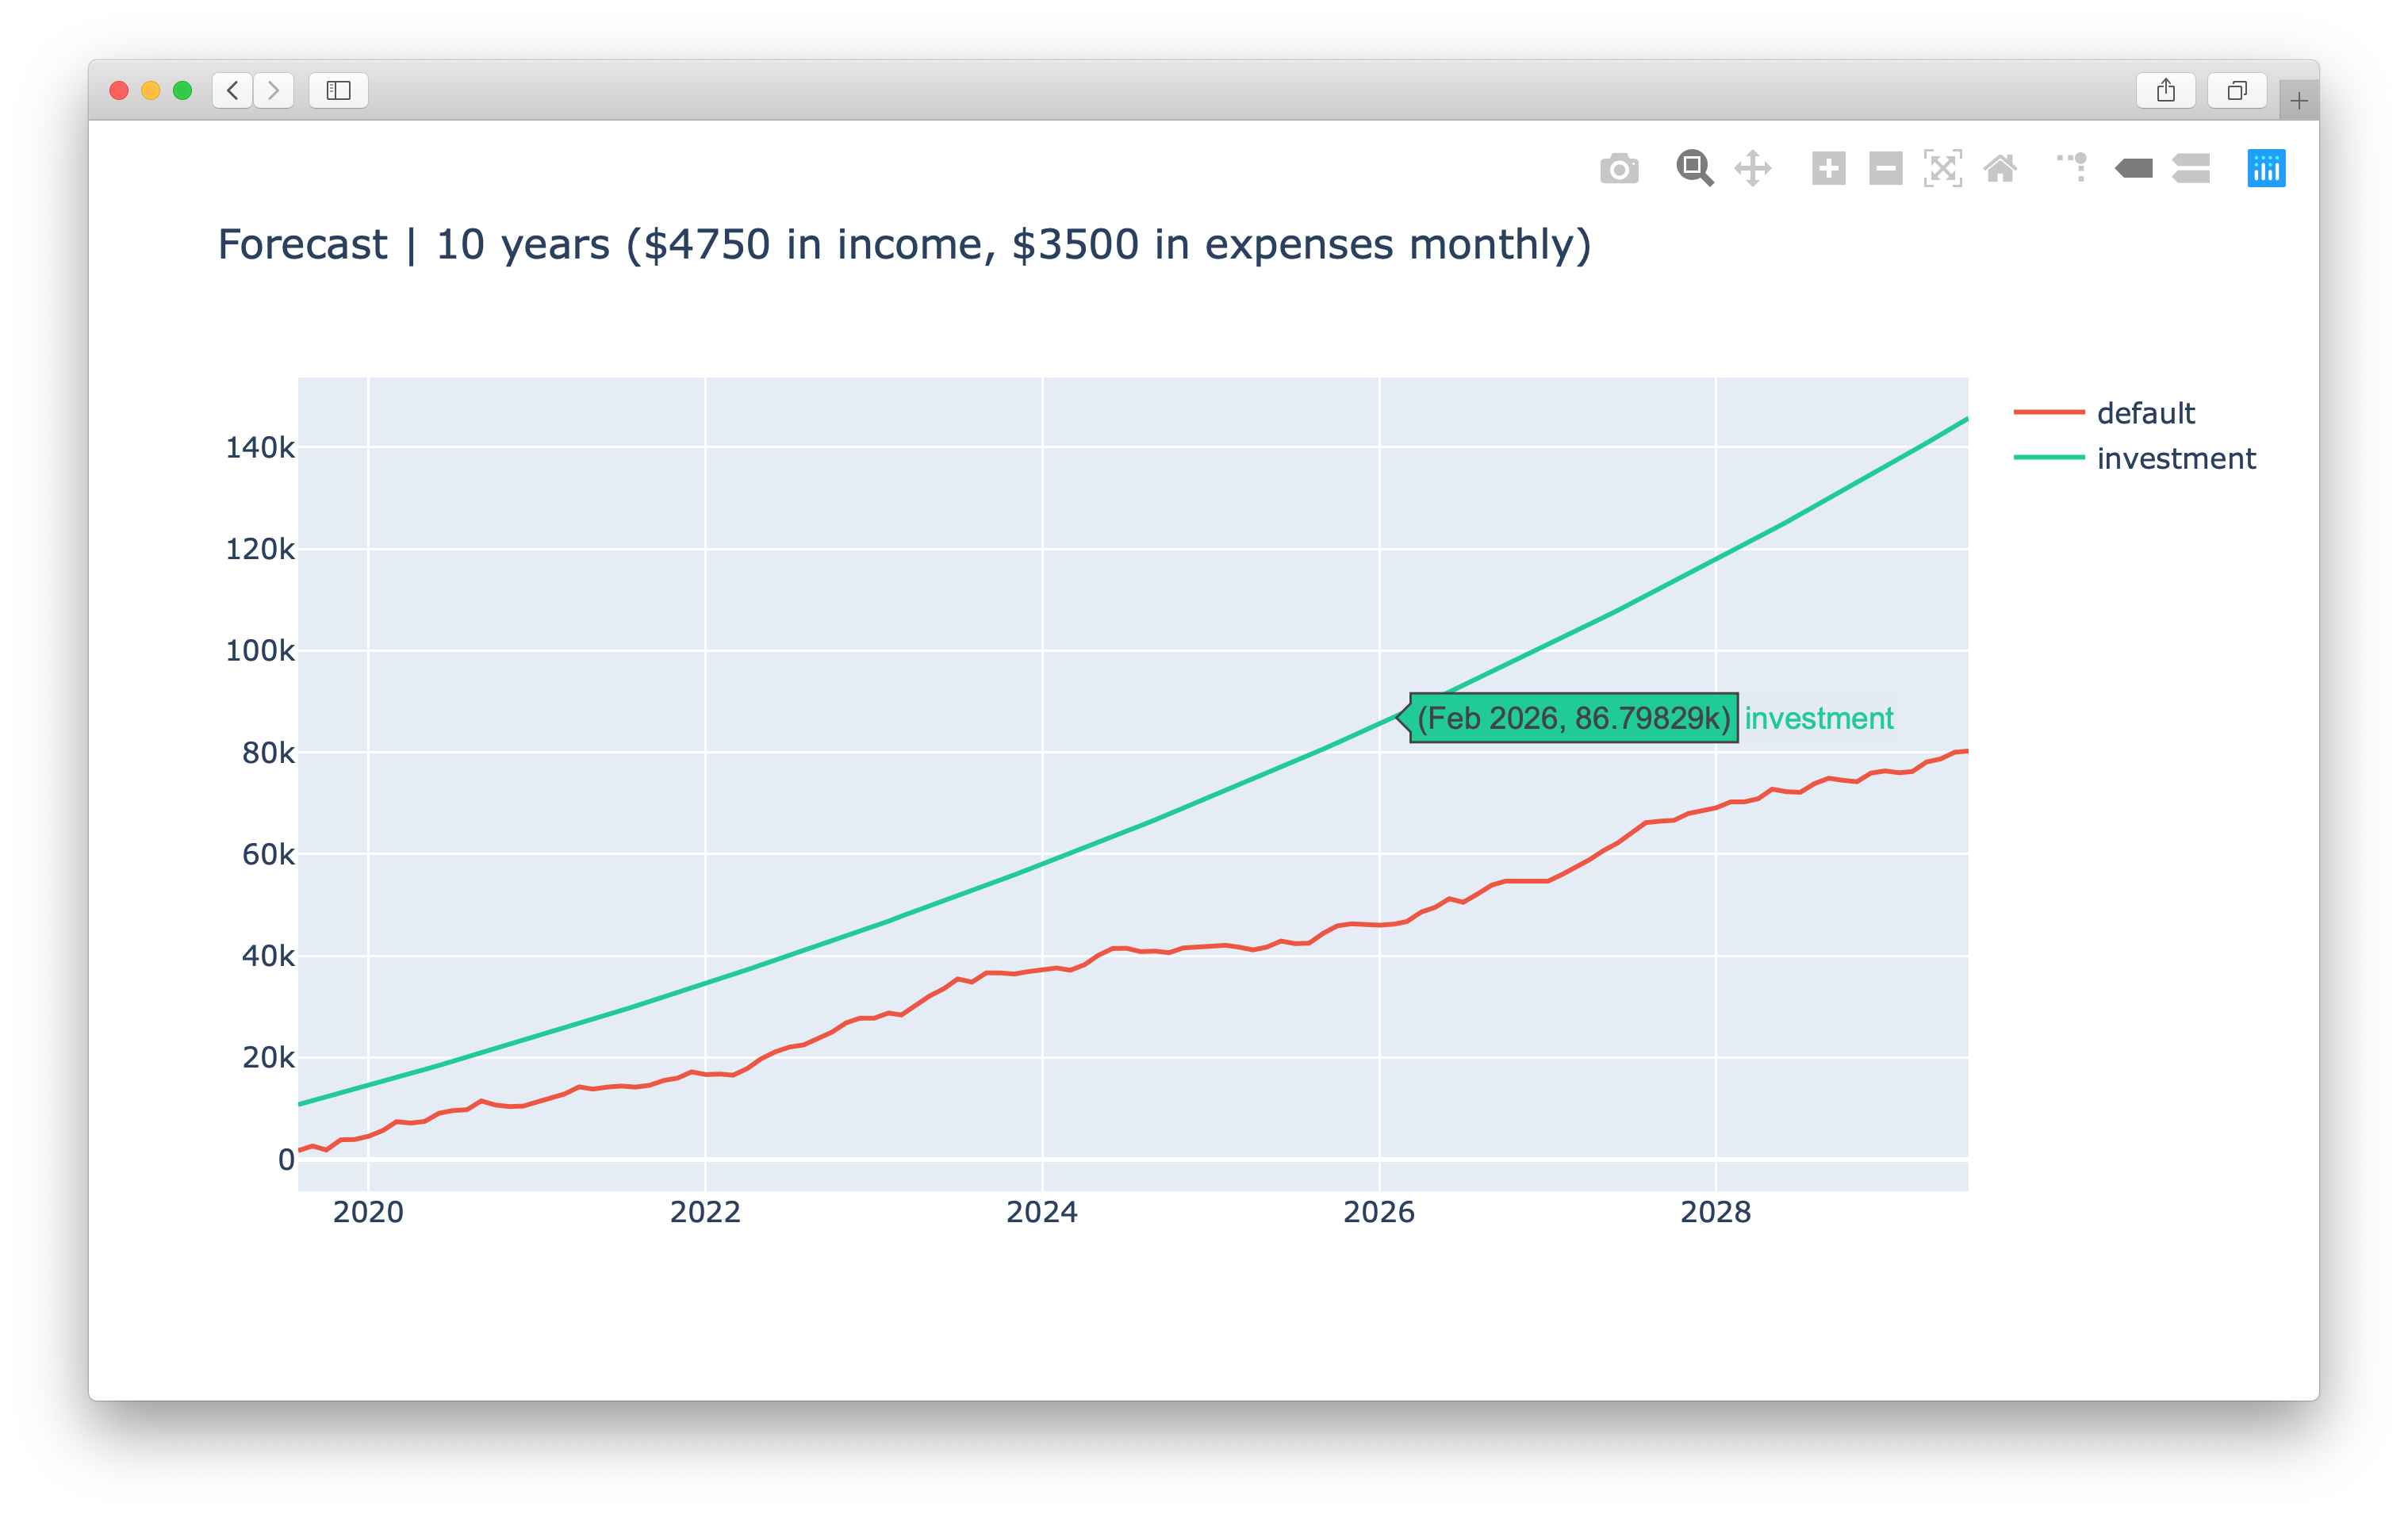 Forecast | 10 years ($4750 in income, $3500 in expenses monthly)
default
investment
140k
120k
100k
(Feb 2026, 86.79829k) investment
80k
60k
40k
20k
0
2020 2022 2024 2026 2028